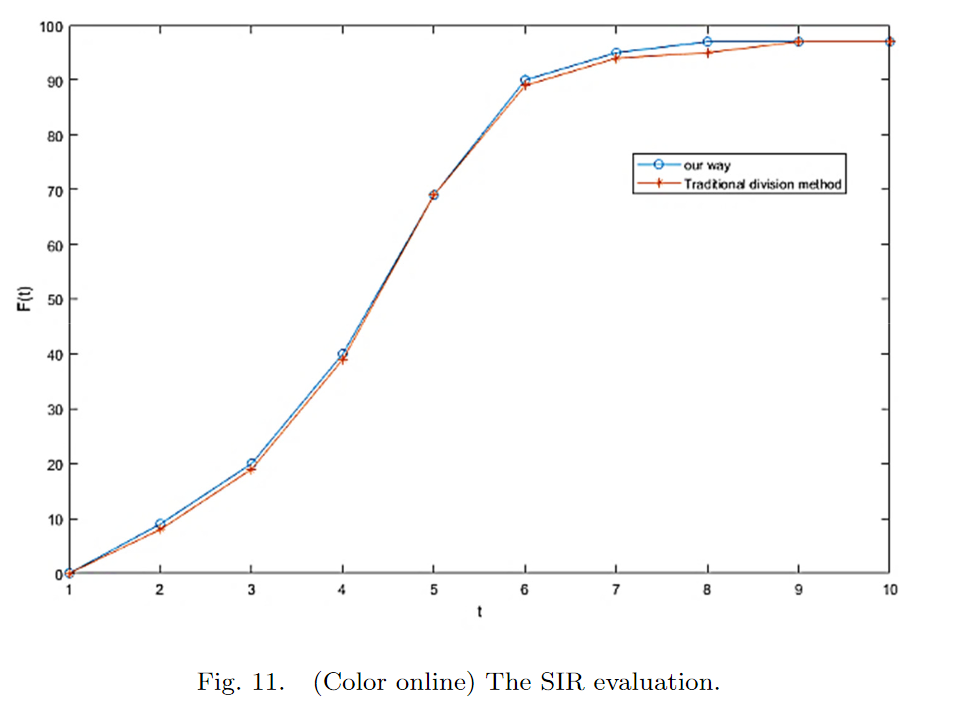 100
90
80
70
60
50
40
30
20
10
0
F(t)
our way
Traditional division method
1 2 3 4 5 6 7 8 9 10
t
Fig. 11. (Color online) The SIR evaluation.